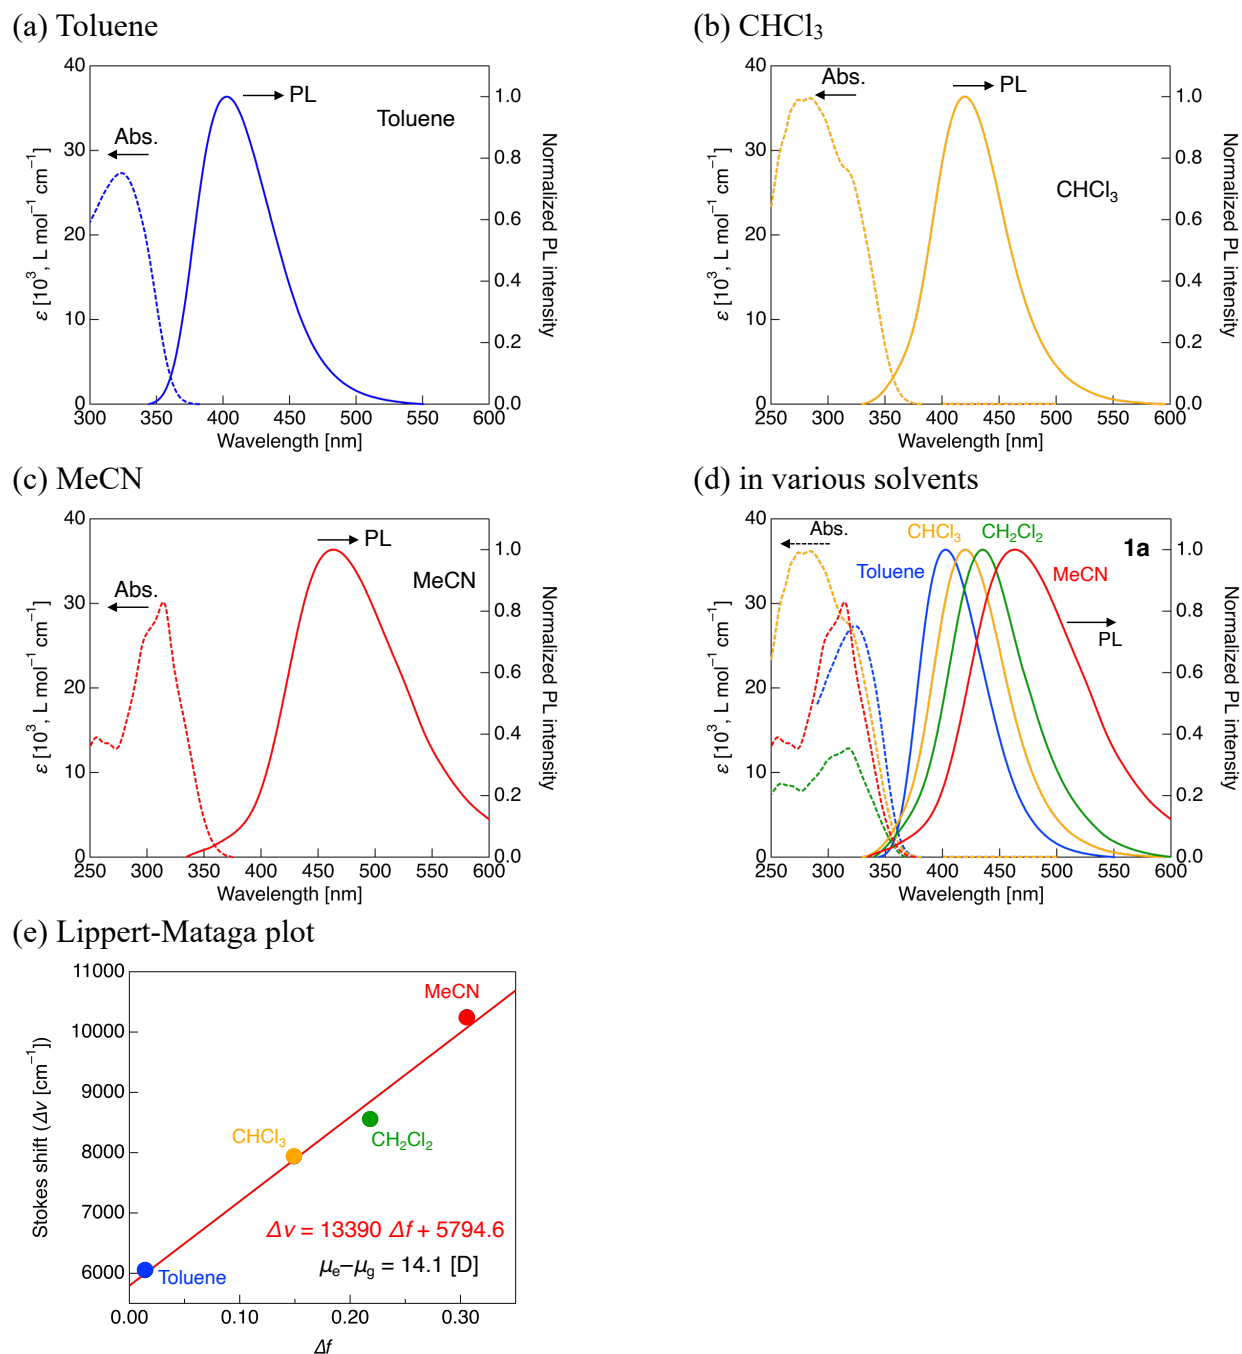 (a) Toluene
40
30
20
10
0
ε [10³, L mol⁻¹ cm⁻¹]
Abs.
PL
Toluene
1.0
0.8
0.6
0.4
0.2
0.0
Normalized PL intensity
300 350 400 450 500 550 600
Wavelength [nm]
(b) CHCl₃
40
30
20
10
0
ε [10³, L mol⁻¹ cm⁻¹]
Abs.
PL
CHCl₃
1.0
0.8
0.6
0.4
0.2
0.0
Normalized PL intensity
250 300 350 400 450 500 550 600
Wavelength [nm]
(c) MeCN
40
30
20
10
0
ε [10³, L mol⁻¹ cm⁻¹]
Abs.
PL
MeCN
1.0
0.8
0.6
0.4
0.2
0.0
Normalized PL intensity
250 300 350 400 450 500 550 600
Wavelength [nm]
(d) in various solvents
40
30
20
10
0
ε [10³, L mol⁻¹ cm⁻¹]
Abs.
CHCl₃
CH₂Cl₂
1a
Toluene
MeCN
PL
1.0
0.8
0.6
0.4
0.2
0.0
Normalized PL intensity
250 300 350 400 450 500 550 600
Wavelength [nm]
(e) Lippert-Mataga plot
11000
10000
9000
8000
7000
6000
Stokes shift (Δν [cm⁻¹])
MeCN
CHCl₃
CH₂Cl₂
Δν = 13390 Δf + 5794.6
μₑ–μg = 14.1 [D]
Toluene
0.00 0.10 0.20 0.30
Δf